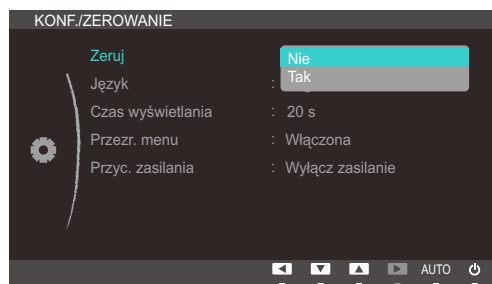 KONF./ZEROWANIE
Zeruj Nie
Tak
Język :
Czas wyświetlania : 20 s
Przezr. menu : Włączona
Przyc. zasilania : Wyłącz zasilanie
AUTO